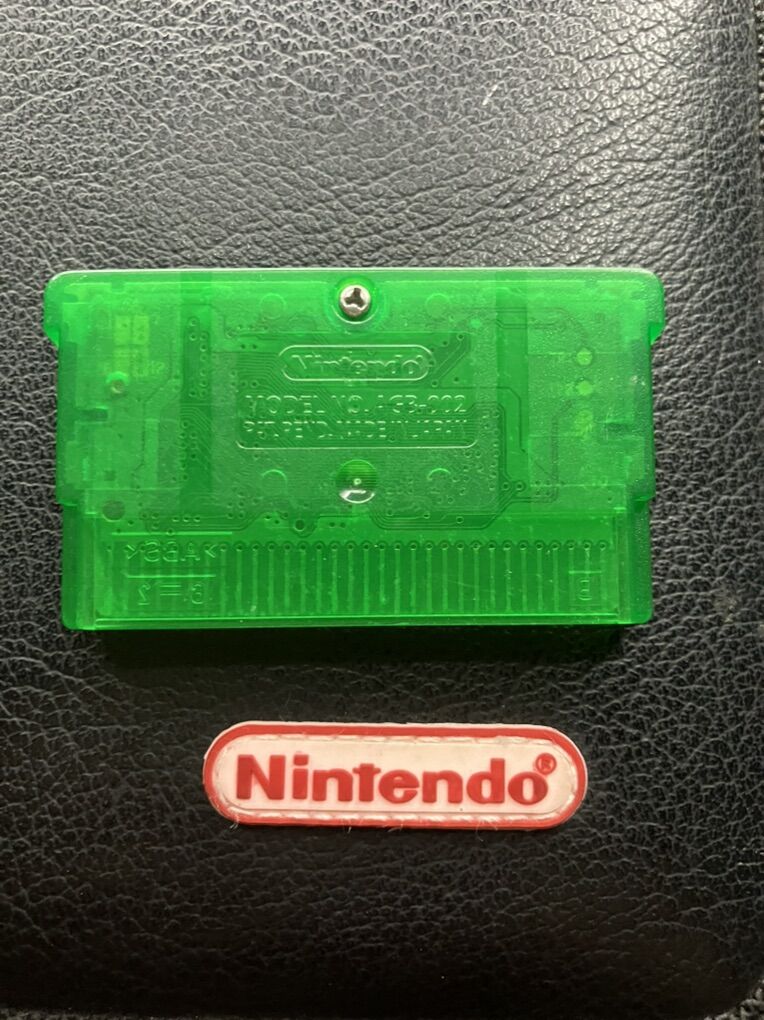 Nintendo
MODEL NO. AGB-002
PAT. PEND. MADE IN JAPAN
Nintendo®